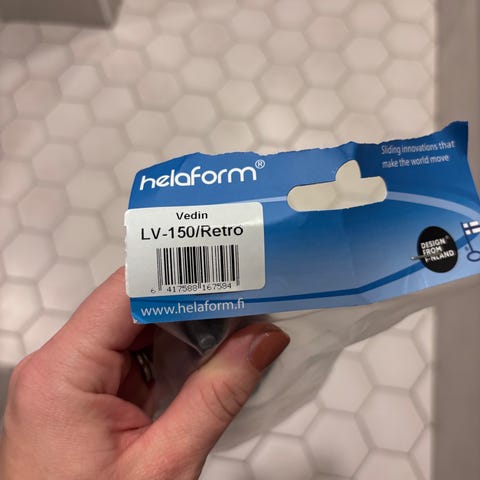 helaform®
Sliding innovations that
make the world move
Vedin
LV-150/Retro
6 417588 167584
DESIGN
FROM
FINLAND
www.helaform.fi